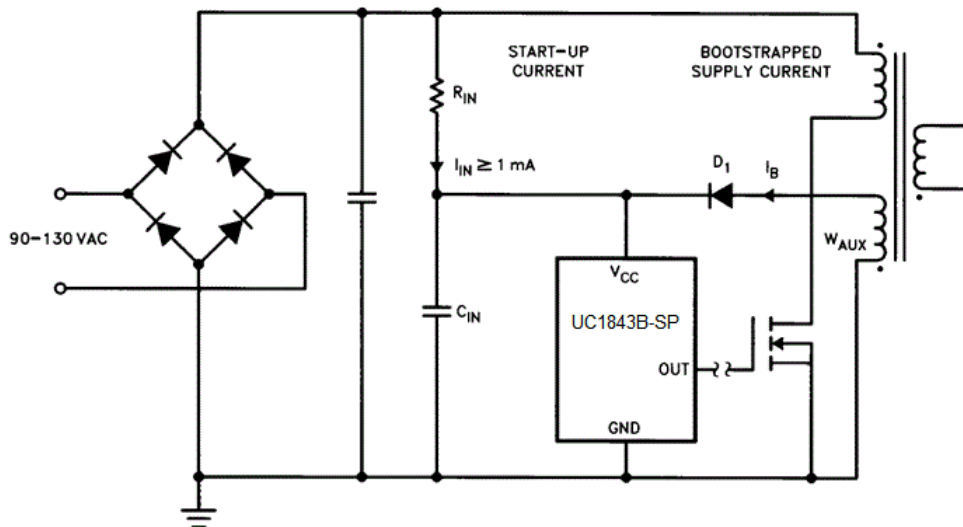 START-UP
CURRENT
BOOTSTRAPPED
SUPPLY CURRENT
R_IN
I_IN ≥ 1 mA
D_1
I_B
90-130 VAC
W_AUX
V_CC
C_IN
UC1843B-SP
OUT
GND